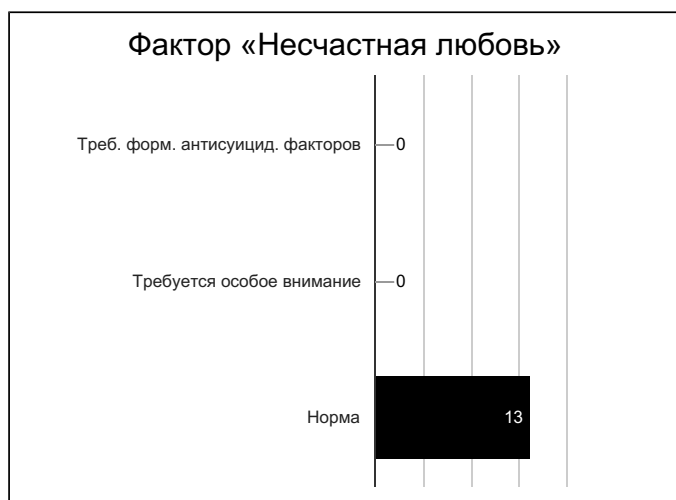 Фактор «Несчастная любовь»
Треб. форм. антисуицид. факторов 0
Требуется особое внимание 0
Норма 13